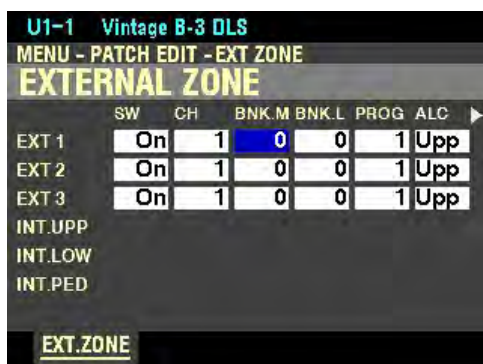 U1-1 Vintage B-3 DLS
MENU - PATCH EDIT - EXT ZONE
EXTERNAL ZONE
SW CH BNK.M BNK.L PROG ALC
EXT 1 On 1 0 0 1 Upp
EXT 2 On 1 0 0 1 Upp
EXT 3 On 1 0 0 1 Upp
INT.UPP
INT.LOW
INT.PED
EXT.ZONE